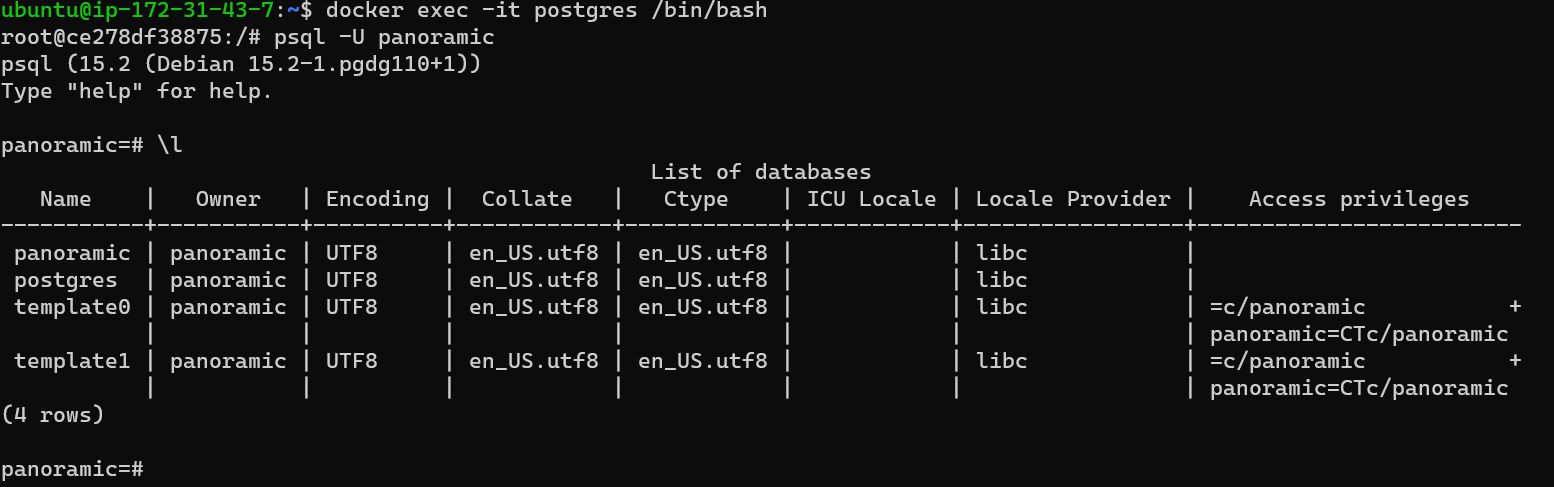 ubuntu@ip-172-31-43-7:~$ docker exec -it postgres /bin/bash
root@ce278df38875:/# psql -U panoramic
psql (15.2 (Debian 15.2-1.pgdg110+1))
Type "help" for help.

panoramic=# \l
                                                  List of databases
   Name    |   Owner   | Encoding |  Collate   |   Ctype    | ICU Locale | Locale Provider |    Access privileges
-----------+-----------+----------+------------+------------+------------+-----------------+-------------------------
 panoramic | panoramic | UTF8     | en_US.utf8 | en_US.utf8 |            | libc            |
 postgres  | panoramic | UTF8     | en_US.utf8 | en_US.utf8 |            | libc            |
 template0 | panoramic | UTF8     | en_US.utf8 | en_US.utf8 |            | libc            | =c/panoramic           +
           |           |          |            |            |            |                 | panoramic=CTc/panoramic
 template1 | panoramic | UTF8     | en_US.utf8 | en_US.utf8 |            | libc            | =c/panoramic           +
           |           |          |            |            |            |                 | panoramic=CTc/panoramic
(4 rows)

panoramic=#